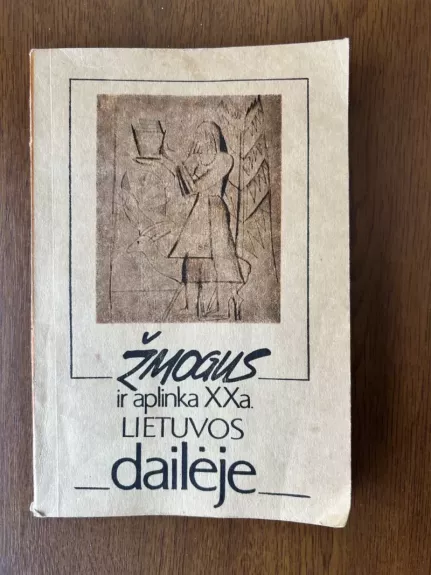 ŽMOGUS
ir aplinka XXa.
LIETUVOS
dailėje